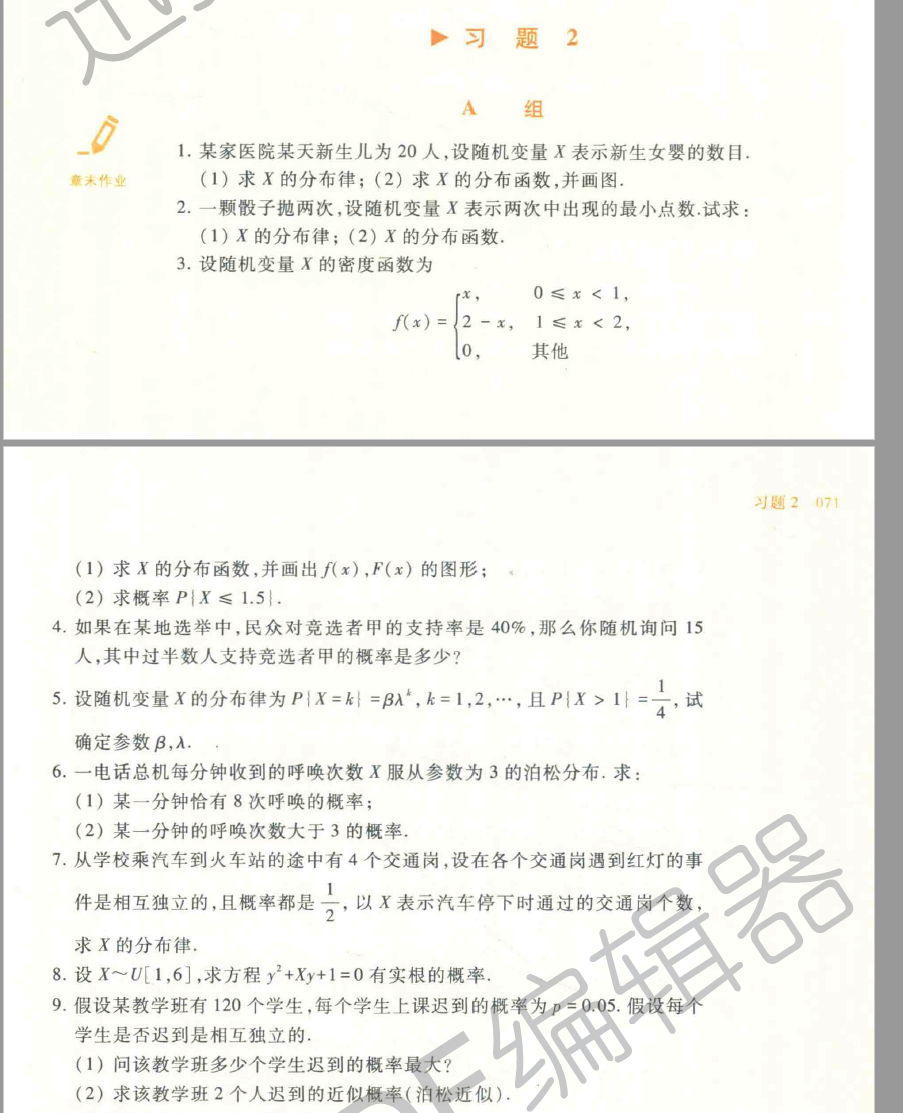 ▶ 习 题 2
A 组
章末作业
1. 某家医院某天新生儿为 20 人,设随机变量 X 表示新生女婴的数目.
(1) 求 X 的分布律; (2) 求 X 的分布函数,并画图.
2. 一颗骰子抛两次,设随机变量 X 表示两次中出现的最小点数.试求:
(1) X 的分布律; (2) X 的分布函数.
3. 设随机变量 X 的密度函数为
f(x) = { x, 0 ≤ x < 1,
2 - x, 1 ≤ x < 2,
0, 其他
习题 2 071
(1) 求 X 的分布函数,并画出 f(x),F(x) 的图形;
(2) 求概率 P{X ≤ 1.5}.
4. 如果在某地选举中,民众对竞选者甲的支持率是 40%,那么你随机询问 15
人,其中过半数人支持竞选者甲的概率是多少?
5. 设随机变量 X 的分布律为 P{X=k} =βλ^k, k=1,2,…,且 P{X > 1} = 1/4, 试
确定参数 β,λ.
6. 一电话总机每分钟收到的呼唤次数 X 服从参数为 3 的泊松分布. 求:
(1) 某一分钟恰有 8 次呼唤的概率;
(2) 某一分钟的呼唤次数大于 3 的概率.
7. 从学校乘汽车到火车站的途中有 4 个交通岗,设在各个交通岗遇到红灯的事
件是相互独立的,且概率都是 1/2, 以 X 表示汽车停下时通过的交通岗个数,
求 X 的分布律.
8. 设 X~U[1,6],求方程 y²+Xy+1=0 有实根的概率.
9. 假设某教学班有 120 个学生,每个学生上课迟到的概率为 p=0.05. 假设每个
学生是否迟到是相互独立的.
(1) 问该教学班多少个学生迟到的概率最大?
(2) 求该教学班 2 个人迟到的近似概率(泊松近似).
编辑器